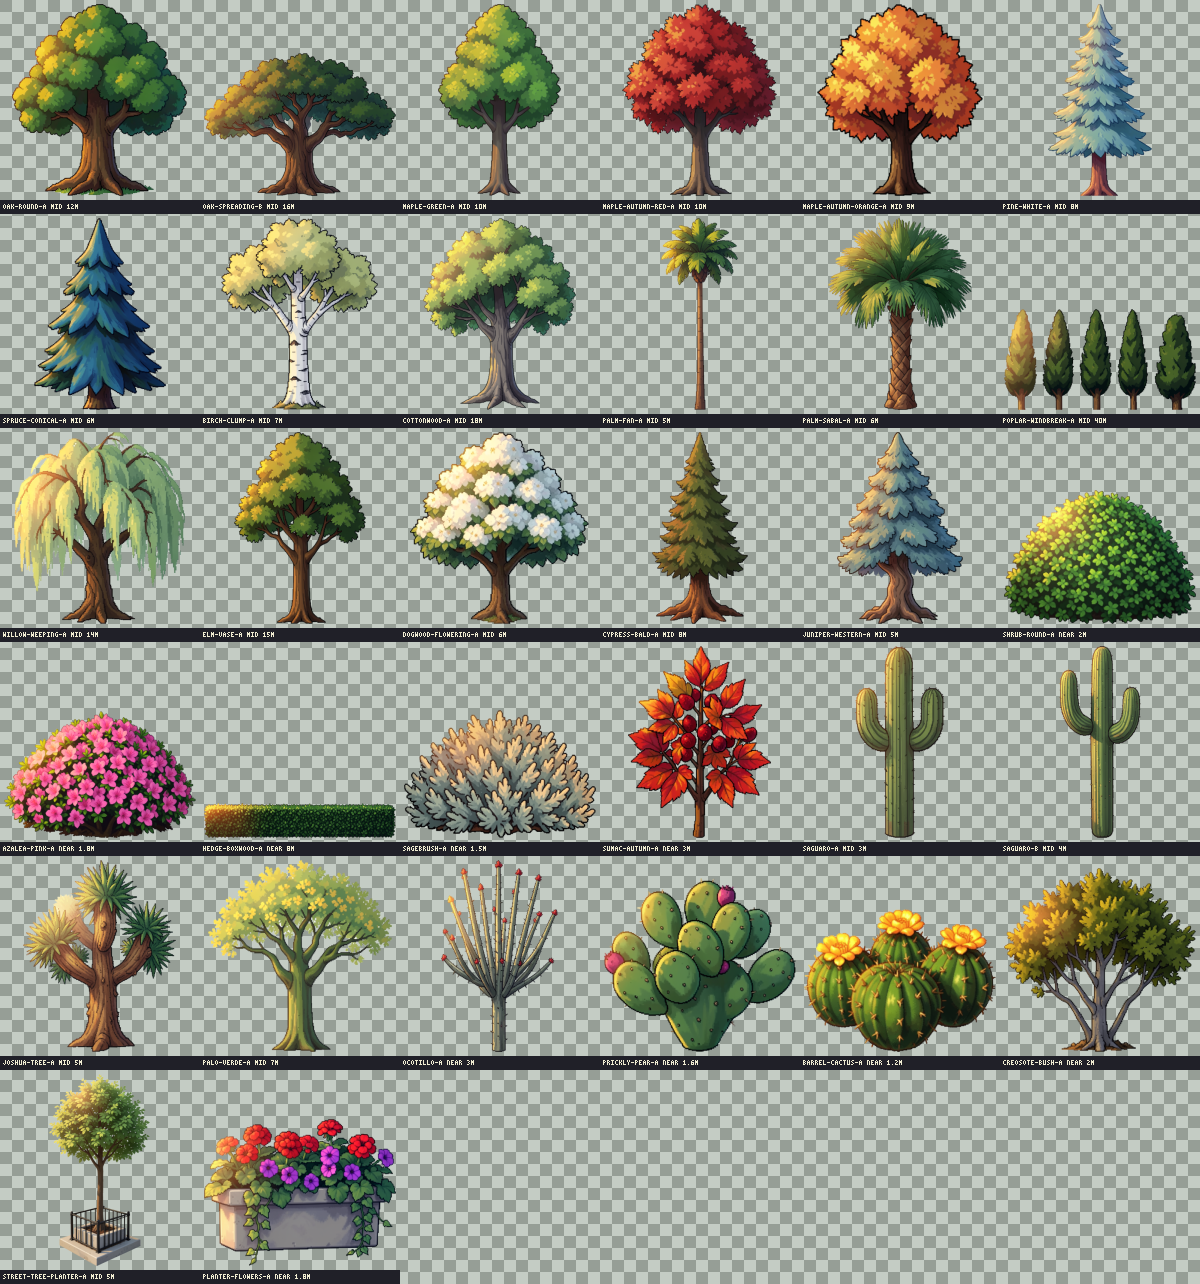 OAK-ROUND-A MID 12M
OAK-SPREADING-B MID 16M
MAPLE-GREEN-A MID 10M
MAPLE-AUTUMN-RED-A MID 10M
MAPLE-AUTUMN-ORANGE-A MID 9M
PINE-WHITE-A MID 8M
SPRUCE-CONICAL-A MID 6M
BIRCH-CLUMP-A MID 7M
COTTONWOOD-A MID 18M
PALM-FAN-A MID 5M
PALM-SABAL-A MID 6M
POPLAR-WINDBREAK-A MID 40M
WILLOW-WEEPING-A MID 14M
ELM-VASE-A MID 15M
DOGWOOD-FLOWERING-A MID 6M
CYPRESS-BALD-A MID 8M
JUNIPER-WESTERN-A MID 5M
SHRUB-ROUND-A NEAR 2M
AZALEA-PINK-A NEAR 1.8M
HEDGE-BOXWOOD-A NEAR 8M
SAGEBRUSH-A NEAR 1.5M
SUMAC-AUTUMN-A NEAR 3M
SAGUARO-A MID 3M
SAGUARO-B MID 4M
JOSHUA-TREE-A MID 5M
PALO-VERDE-A MID 7M
OCOTILLO-A NEAR 3M
PRICKLY-PEAR-A NEAR 1.6M
BARREL-CACTUS-A NEAR 1.2M
CREOSOTE-BUSH-A NEAR 2M
STREET-TREE-PLANTER-A MID 5M
PLANTER-FLOWERS-A NEAR 1.8M